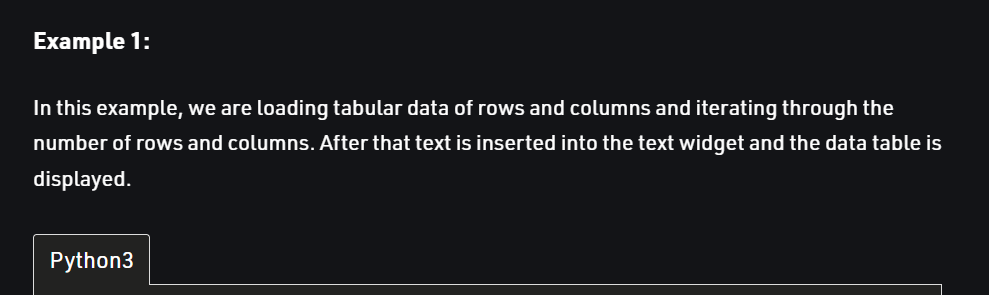 Example 1:
In this example, we are loading tabular data of rows and columns and iterating through the
number of rows and columns. After that text is inserted into the text widget and the data table is
displayed.
Python3